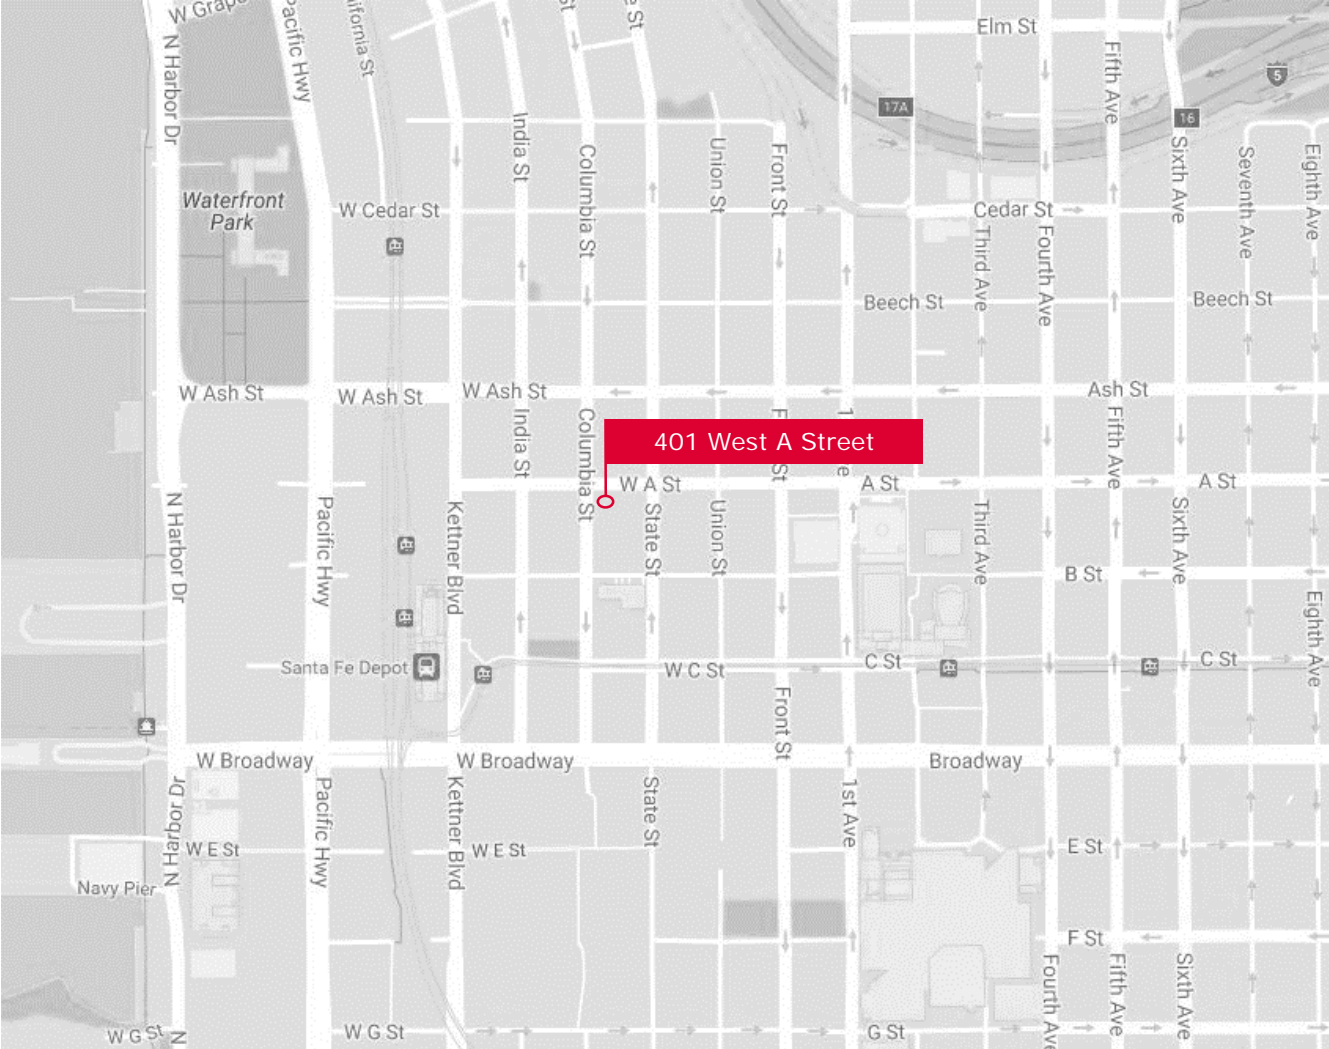 W Grape
Pacific Hwy
ifornia St
St
e St
Elm St
N Harbor Dr
Fifth Ave
5
17A
16
India St
Columbia St
Union St
Front St
Sixth Ave
Seventh Ave
Eighth Ave
Waterfront
Park
W Cedar St
Cedar St
Third Ave
Fourth Ave
Beech St
Beech St
W Ash St
W Ash St
W Ash St
Ash St
India St
Columbia St
F
St
1
e
Fifth Ave
401 West A Street
W A St
A St
A St
N Harbor Dr
Pacific Hwy
Kettner Blvd
State St
Union St
Third Ave
Sixth Ave
B St
Eighth Ave
Santa Fe Depot
W C St
C St
C St
Front St
W Broadway
W Broadway
Broadway
N Harbor Dr
Pacific Hwy
Kettner Blvd
State St
1st Ave
W E St
W E St
E St
Navy Pier
F St
Fourth Ave
Fifth Ave
Sixth Ave
W G St
N
W G St
G St